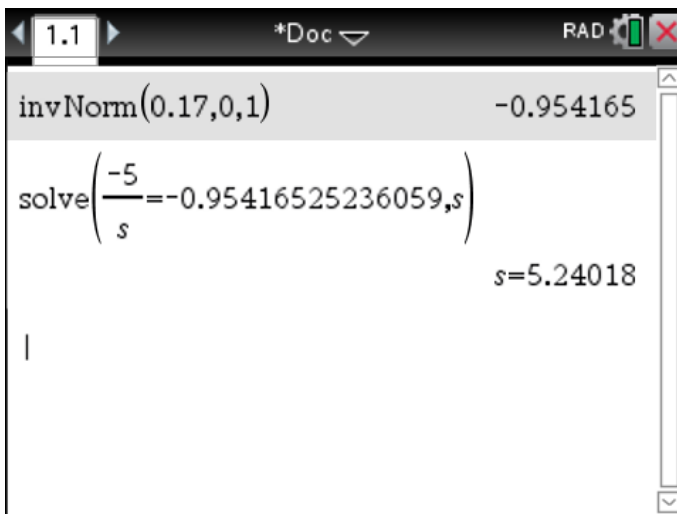 1.1 *Doc RAD
invNorm(0.17,0,1) -0.954165
solve(-5/s=-0.95416525236059,s)
s=5.24018